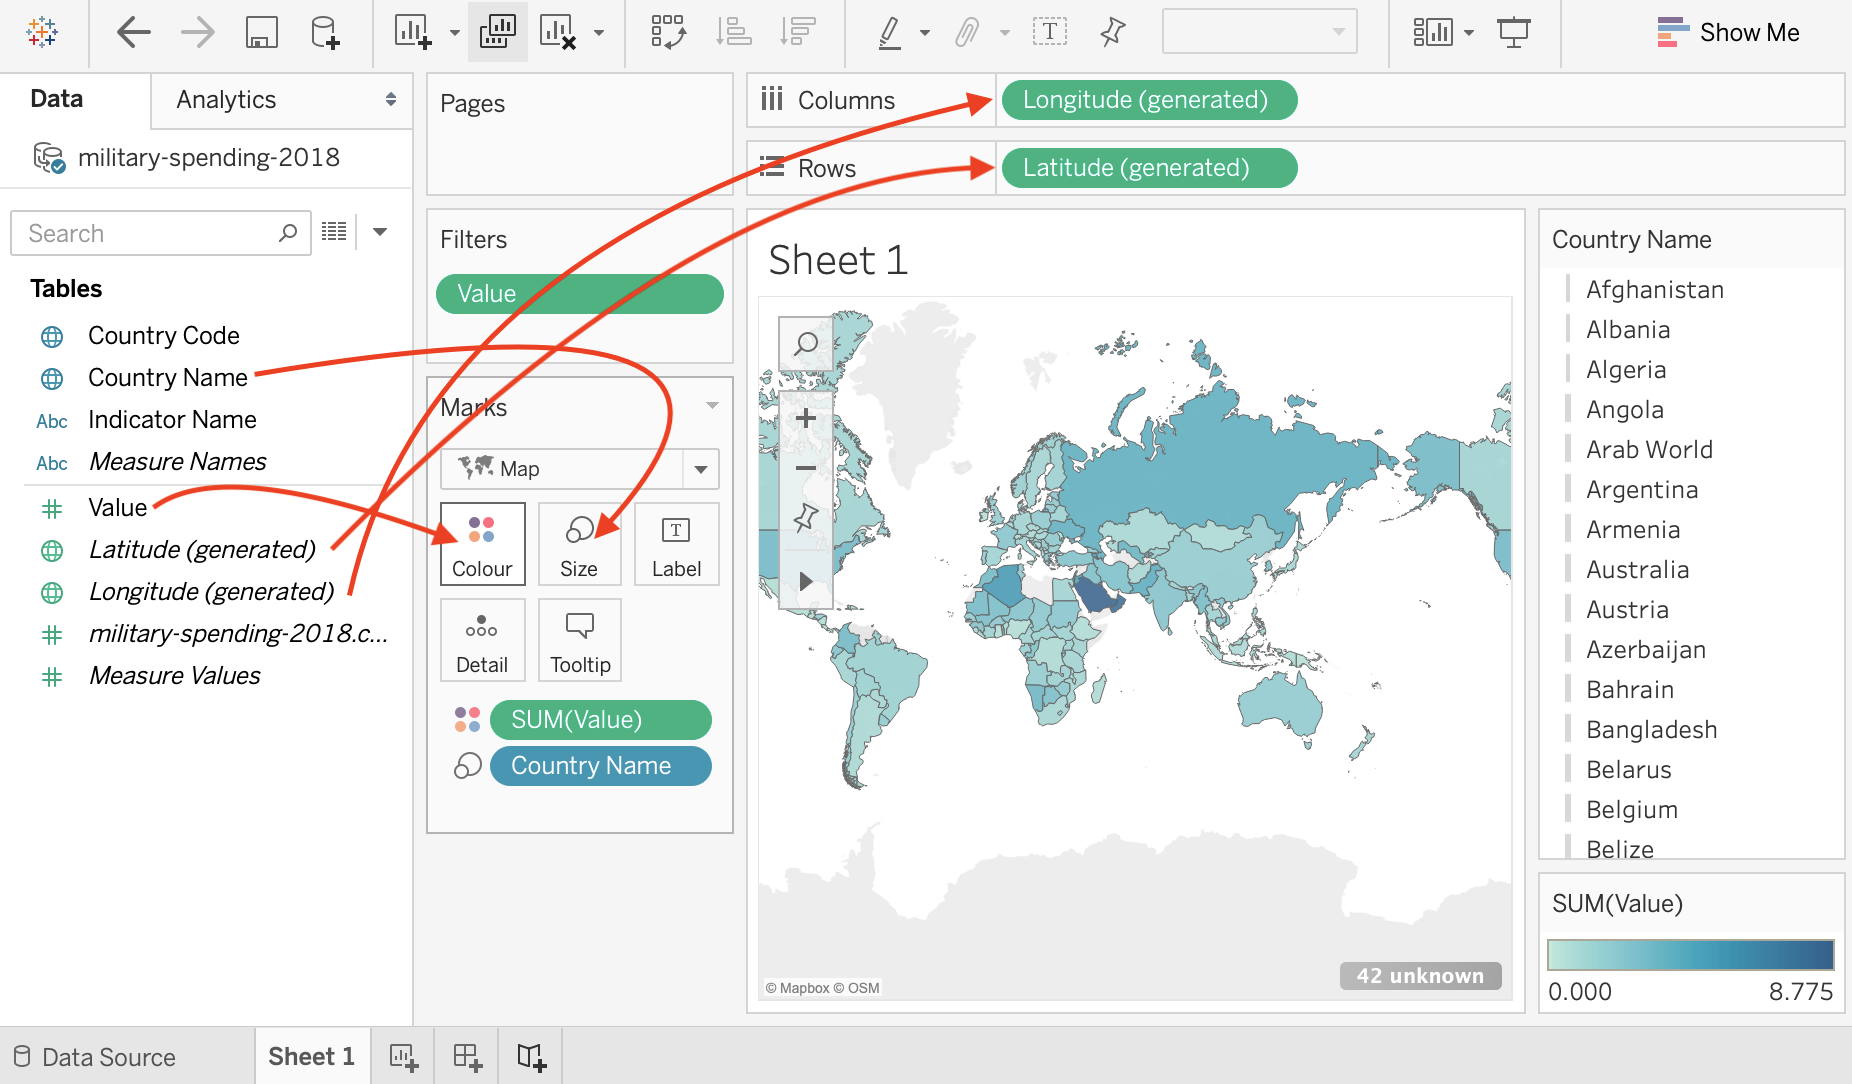 Show Me
Data
Analytics
military-spending-2018
Search
Tables
Country Code
Country Name
Abc Indicator Name
Abc Measure Names
Value
Latitude (generated)
Longitude (generated)
military-spending-2018.c...
Measure Values
Pages
Filters
Value
Marks
Map
Colour
Size
T
Label
Detail
Tooltip
SUM(Value)
Country Name
Columns
Longitude (generated)
Rows
Latitude (generated)
Sheet 1
© Mapbox © OSM
42 unknown
Country Name
Afghanistan
Albania
Algeria
Angola
Arab World
Argentina
Armenia
Australia
Austria
Azerbaijan
Bahrain
Bangladesh
Belarus
Belgium
Belize
SUM(Value)
0.000 8.775
Data Source
Sheet 1